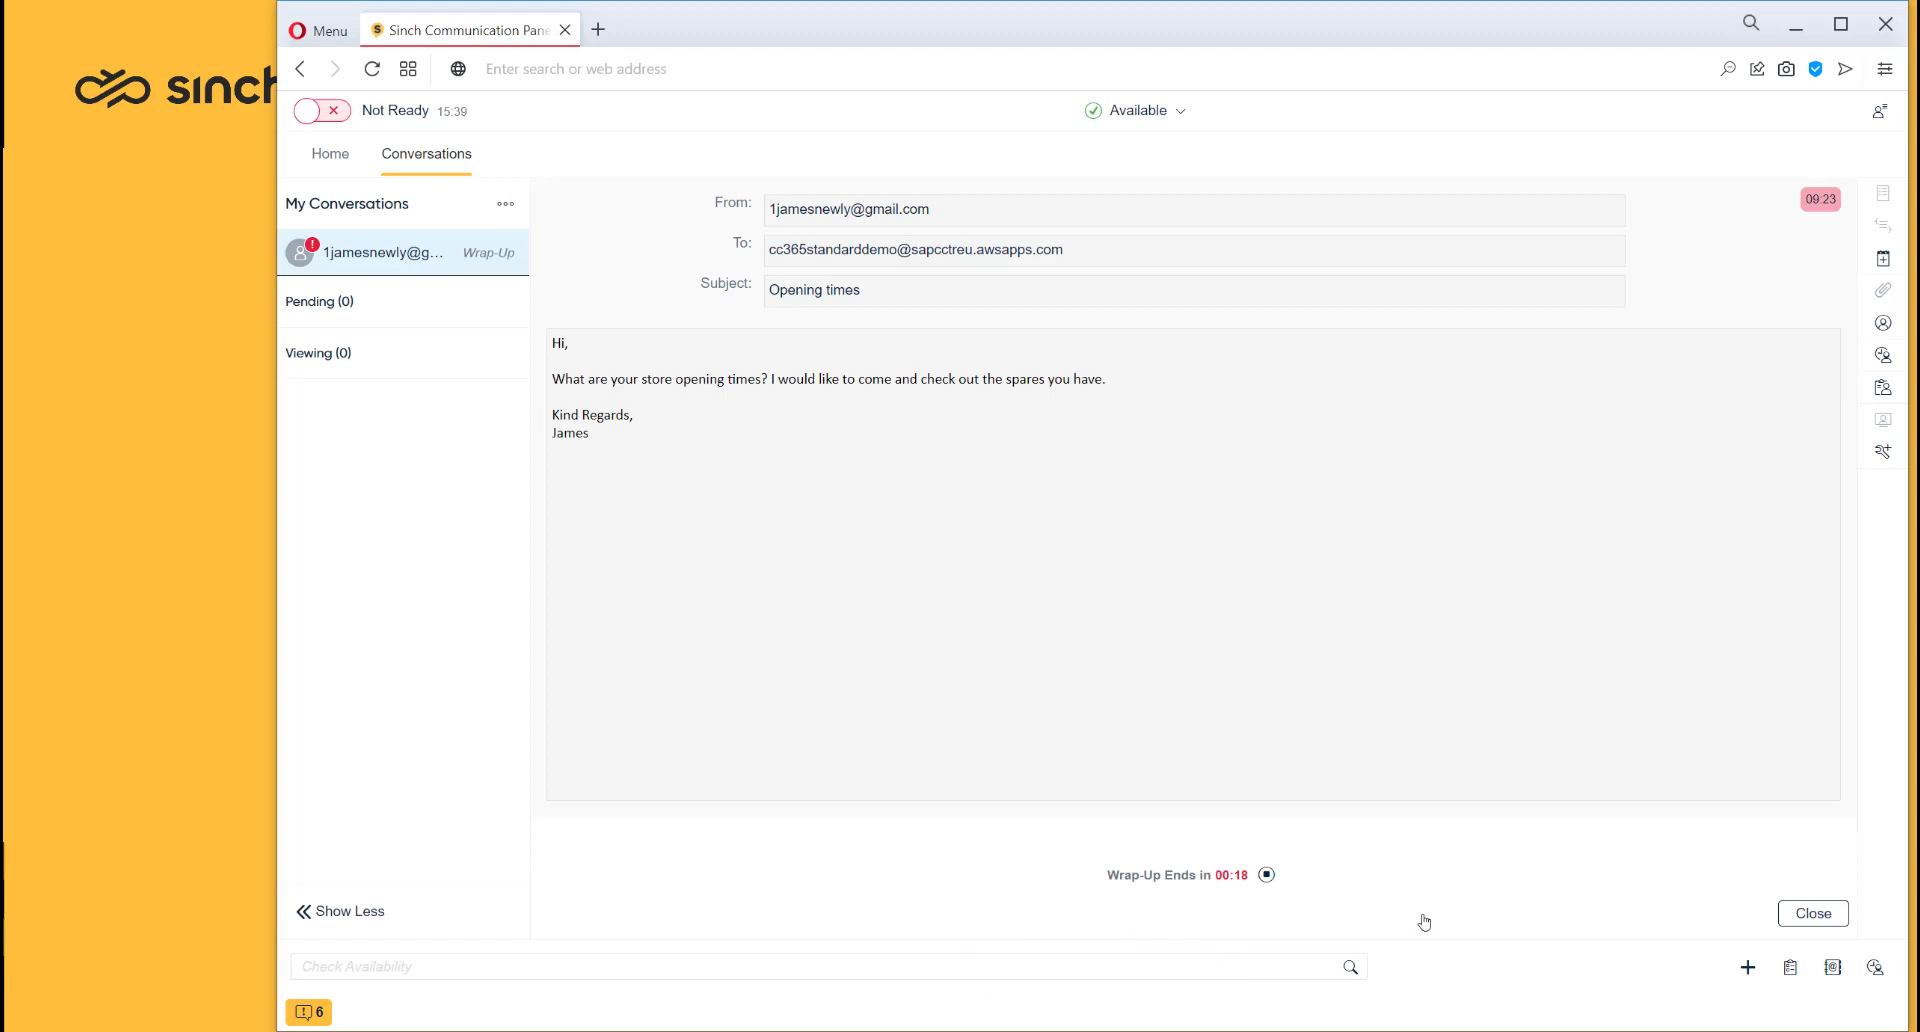 sinch
Menu
Sinch Communication Pane
Enter search or web address
Not Ready 15:39
Available
Home
Conversations
My Conversations
1jamesnewly@g... Wrap-Up
Pending (0)
Viewing (0)
From: 1jamesnewly@gmail.com
09:23
To: cc365standarddemo@sapcctreu.awsapps.com
Subject: Opening times
Hi,
What are your store opening times? I would like to come and check out the spares you have.
Kind Regards,
James
Wrap-Up Ends in 00:18
Show Less
Close
Check Availability
6